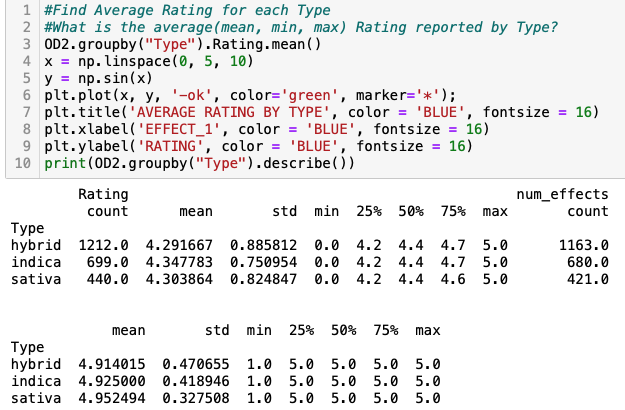 1 #Find Average Rating for each Type
2 #What is the average(mean, min, max) Rating reported by Type?
3 OD2.groupby("Type").Rating.mean()
4 x = np.linspace(0, 5, 10)
5 y = np.sin(x)
6 plt.plot(x, y, '-ok', color='green', marker='*');
7 plt.title('AVERAGE RATING BY TYPE', color = 'BLUE', fontsize = 16)
8 plt.xlabel('EFFECT_1', color = 'BLUE', fontsize = 16)
9 plt.ylabel('RATING', color = 'BLUE', fontsize = 16)
10 print(OD2.groupby("Type").describe())
Rating num_effects
count mean std min 25% 50% 75% max count
Type
hybrid 1212.0 4.291667 0.885812 0.0 4.2 4.4 4.7 5.0 1163.0
indica 699.0 4.347783 0.750954 0.0 4.2 4.4 4.7 5.0 680.0
sativa 440.0 4.303864 0.824847 0.0 4.2 4.4 4.6 5.0 421.0
mean std min 25% 50% 75% max
Type
hybrid 4.914015 0.470655 1.0 5.0 5.0 5.0 5.0
indica 4.925000 0.418946 1.0 5.0 5.0 5.0 5.0
sativa 4.952494 0.327508 1.0 5.0 5.0 5.0 5.0